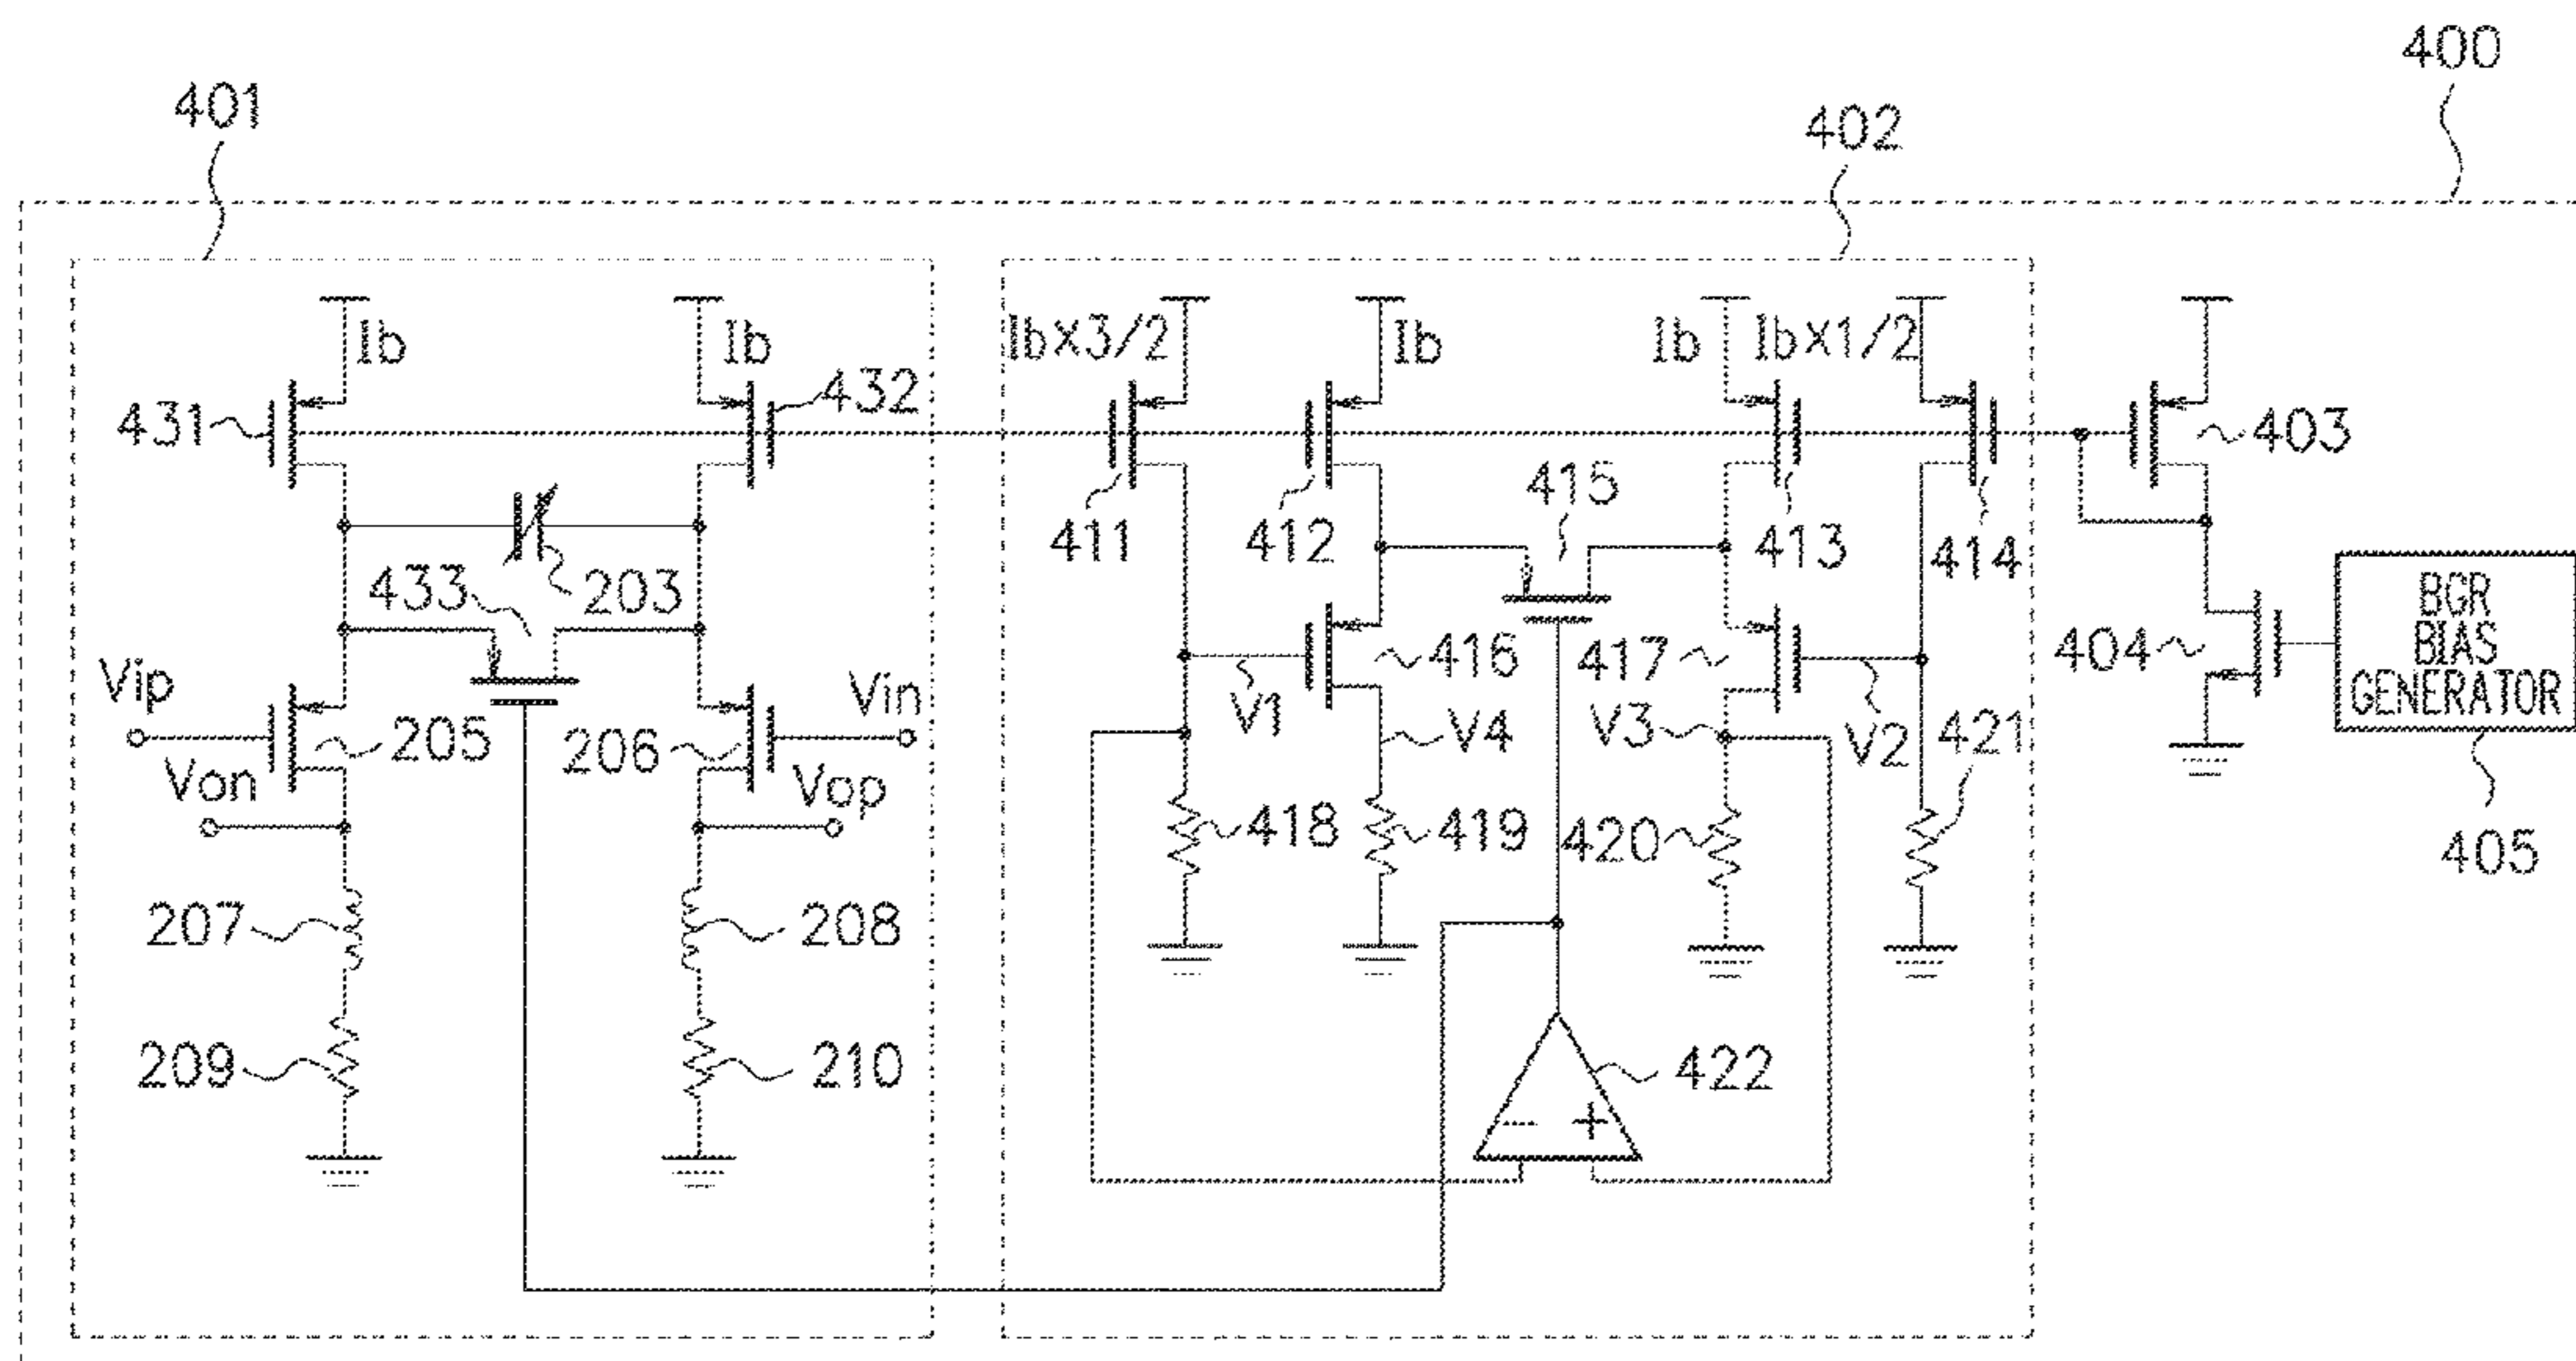 400
401
402
Ib
Ib
IbX3/2
Ib
Ib
IbX1/2
431
432
403
415
411
412
413
414
433
203
BGR
BIAS
GENERATOR
Vip
Vin
416
417
404
205
206
V1
V4
V3
V2
421
Von
Vop
418
419
420
405
207
208
209
210
422
−
+